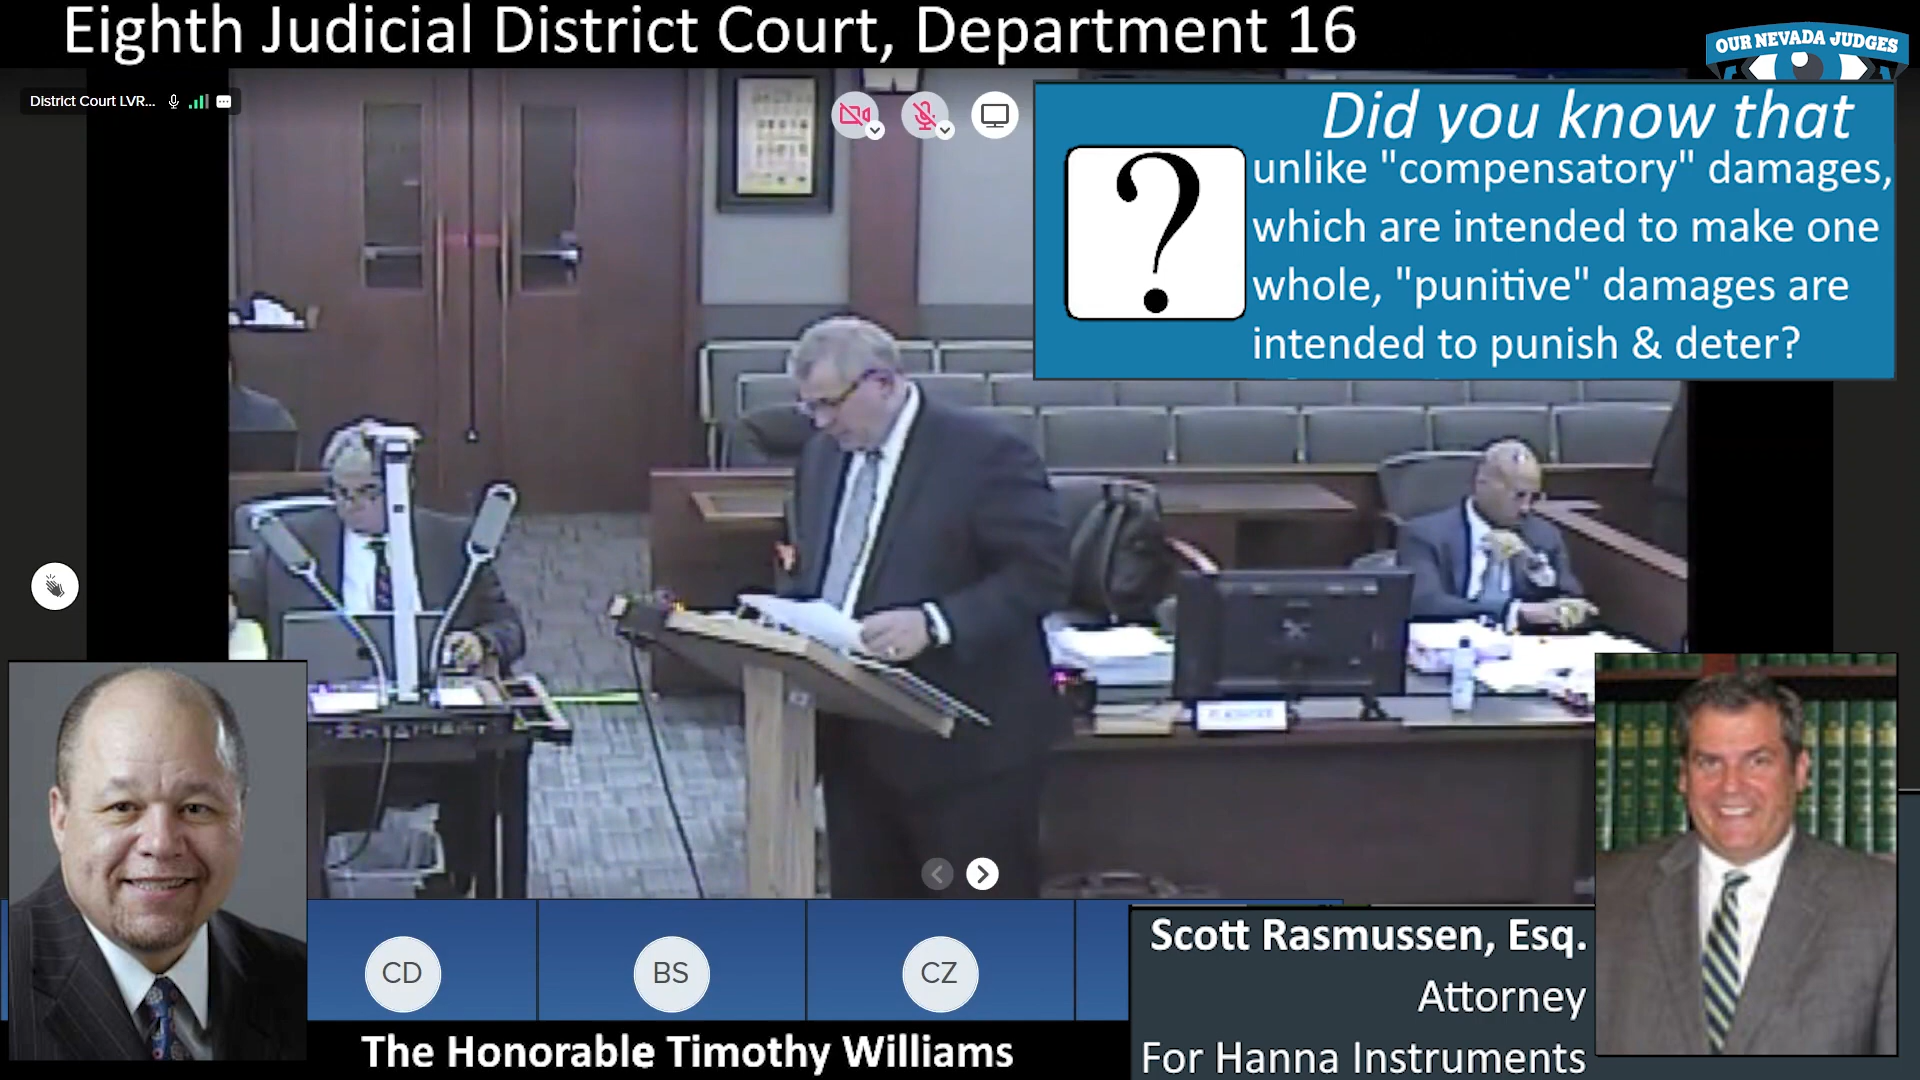 Eighth Judicial District Court, Department 16
OUR NEVADA JUDGES
District Court LVR...
Did you know that
unlike "compensatory" damages,
which are intended to make one
whole, "punitive" damages are
intended to punish & deter?
?
CD
BS
CZ
The Honorable Timothy Williams
Scott Rasmussen, Esq.
Attorney
For Hanna Instruments